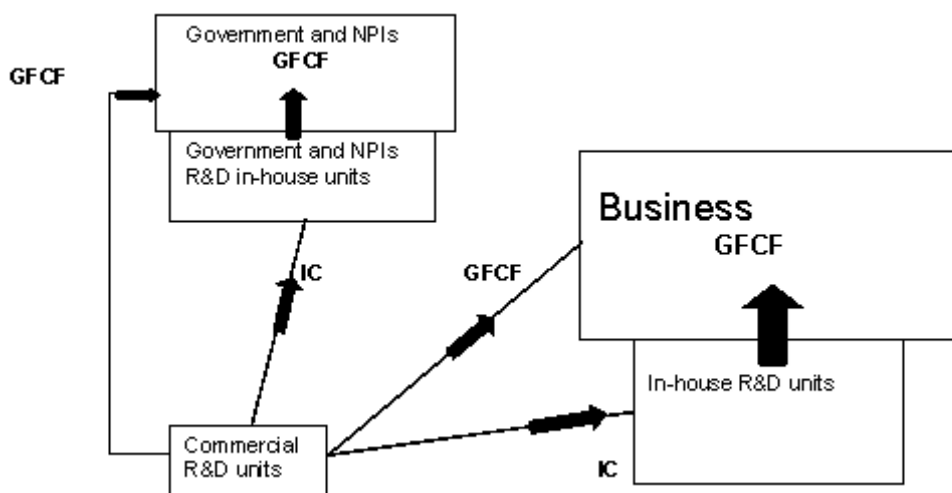 Government and NPIs
GFCF
GFCF
Government and NPIs
R&D in-house units
Business
GFCF
IC
GFCF
In-house R&D units
Commercial
R&D units
IC